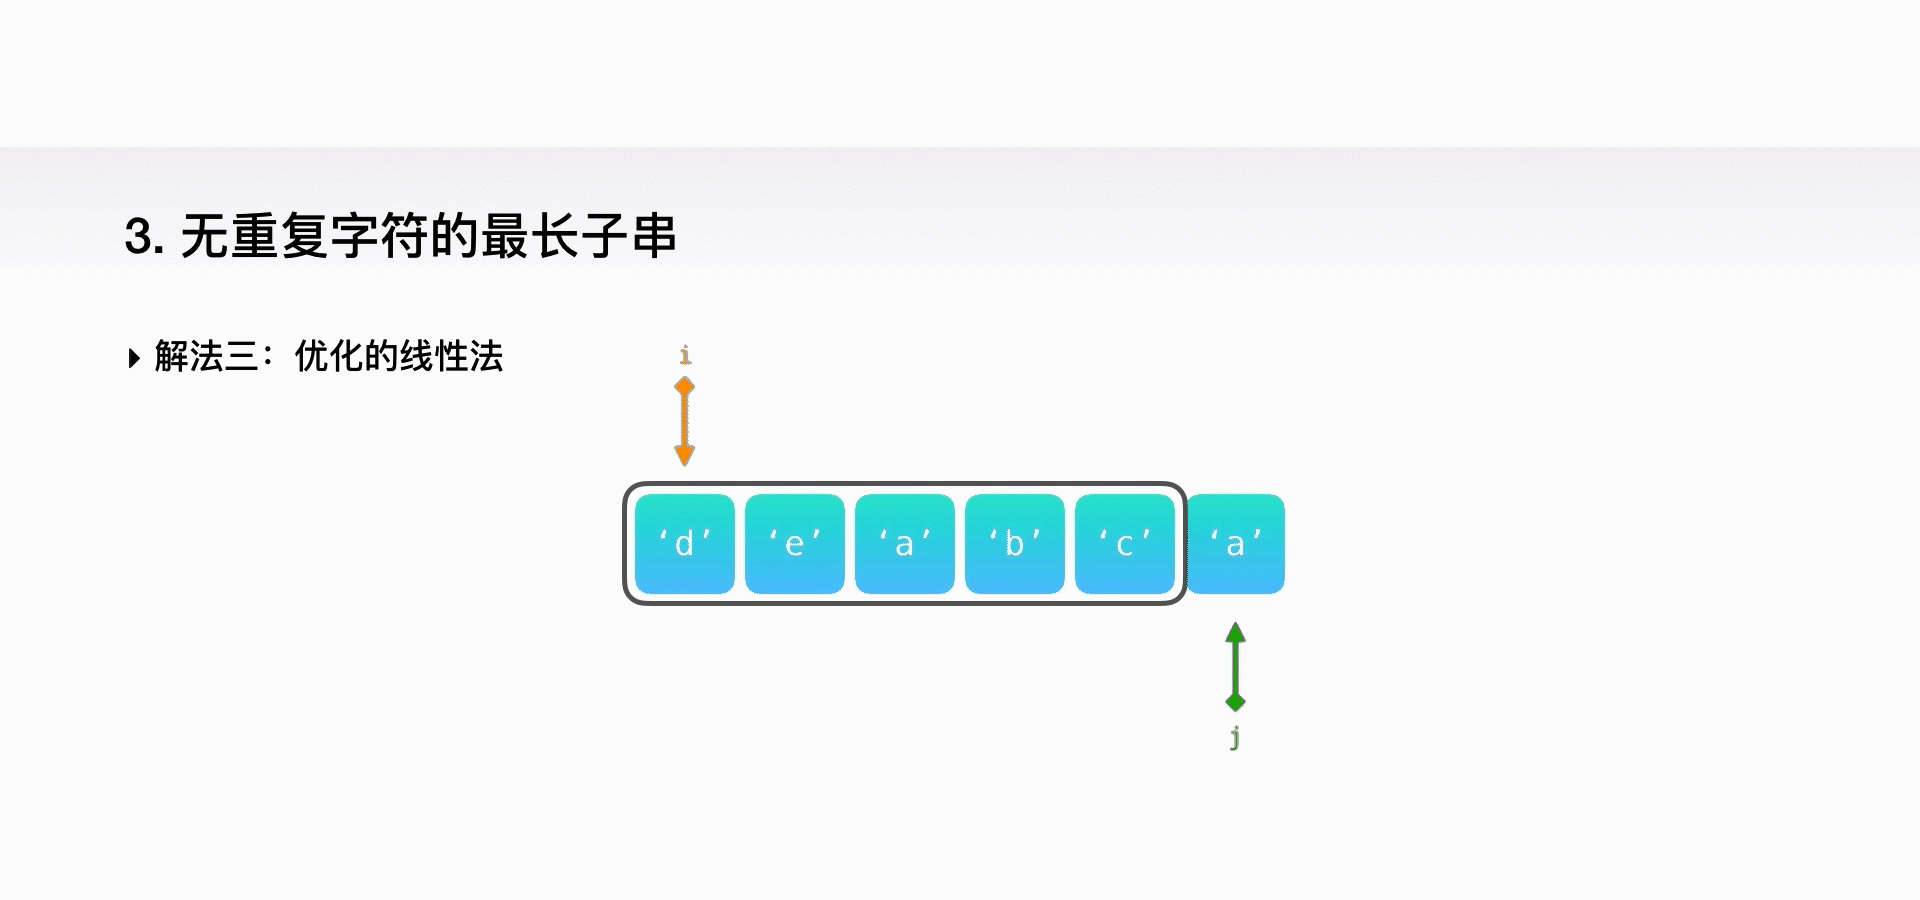 3. 无重复字符的最长子串
▸ 解法三：优化的线性法
i
‘d’ ‘e’ ‘a’ ‘b’ ‘c’ ‘a’
j